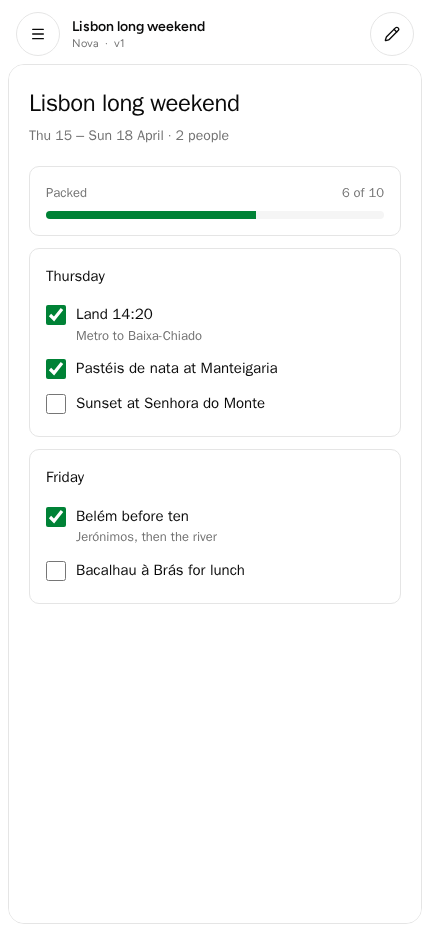 Lisbon long weekend
Nova · v1
Lisbon long weekend
Thu 15 – Sun 18 April · 2 people
Packed 6 of 10
Thursday
Land 14:20
Metro to Baixa-Chiado
Pastéis de nata at Manteigaria
Sunset at Senhora do Monte
Friday
Belém before ten
Jerónimos, then the river
Bacalhau à Brás for lunch